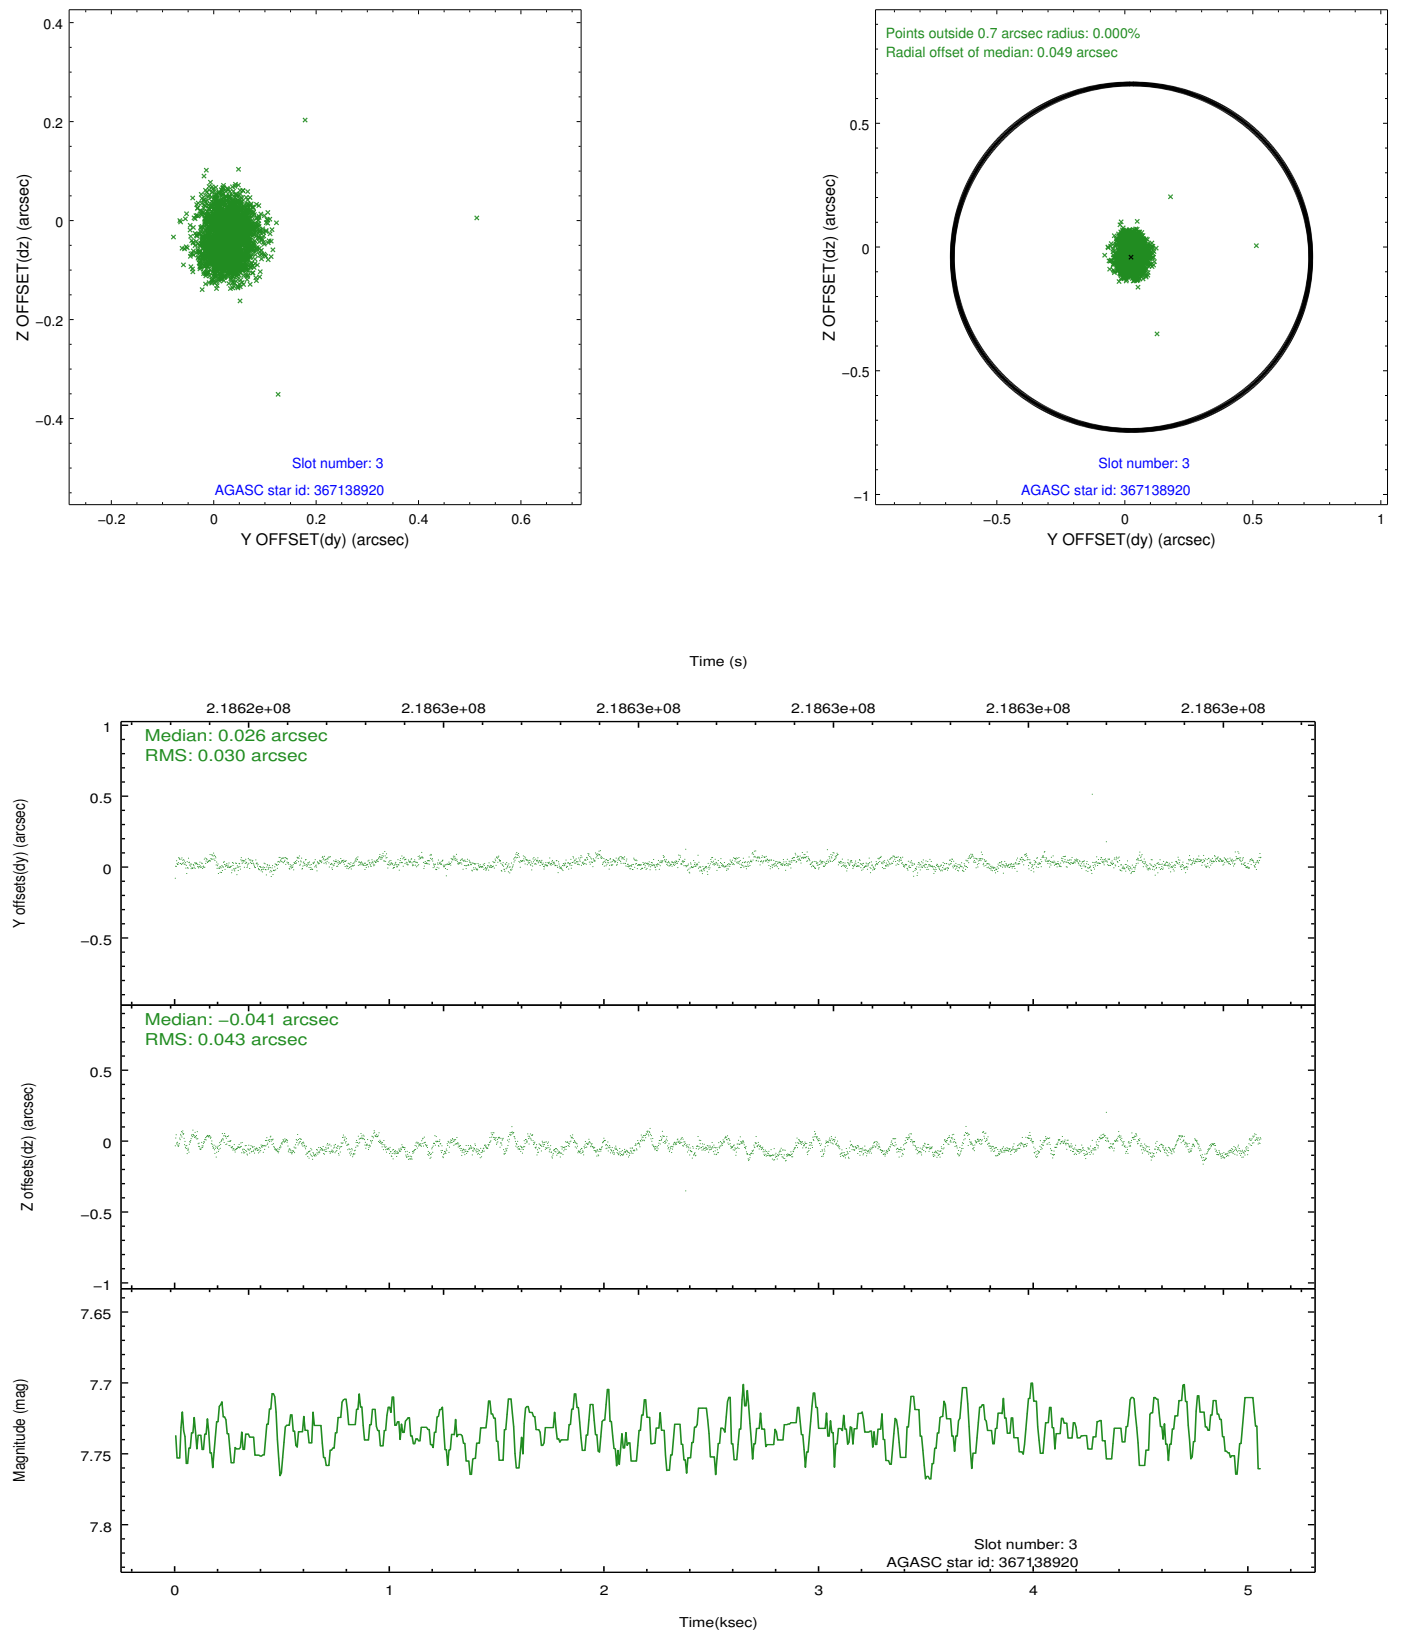 0.4
0.2
0
−0.2
−0.4
Z OFFSET(dz) (arcsec)
Slot number: 3
AGASC star id: 367138920
−0.2 0 0.2 0.4 0.6
Y OFFSET(dy) (arcsec)
Points outside 0.7 arcsec radius: 0.000%
Radial offset of median: 0.049 arcsec
0.5
0
−0.5
−1
Z OFFSET(dz) (arcsec)
Slot number: 3
AGASC star id: 367138920
−0.5 0 0.5 1
Y OFFSET(dy) (arcsec)
Time (s)
2.1862e+08 2.1863e+08 2.1863e+08 2.1863e+08 2.1863e+08 2.1863e+08
Median: 0.026 arcsec
RMS: 0.030 arcsec
1
0.5
0
−0.5
Y offsets(dy) (arcsec)
Median: −0.041 arcsec
RMS: 0.043 arcsec
0.5
0
−0.5
−1
Z offsets(dz) (arcsec)
7.65
7.7
7.75
7.8
Magnitude (mag)
Slot number: 3
AGASC star id: 367138920
0 1 2 3 4 5
Time(ksec)